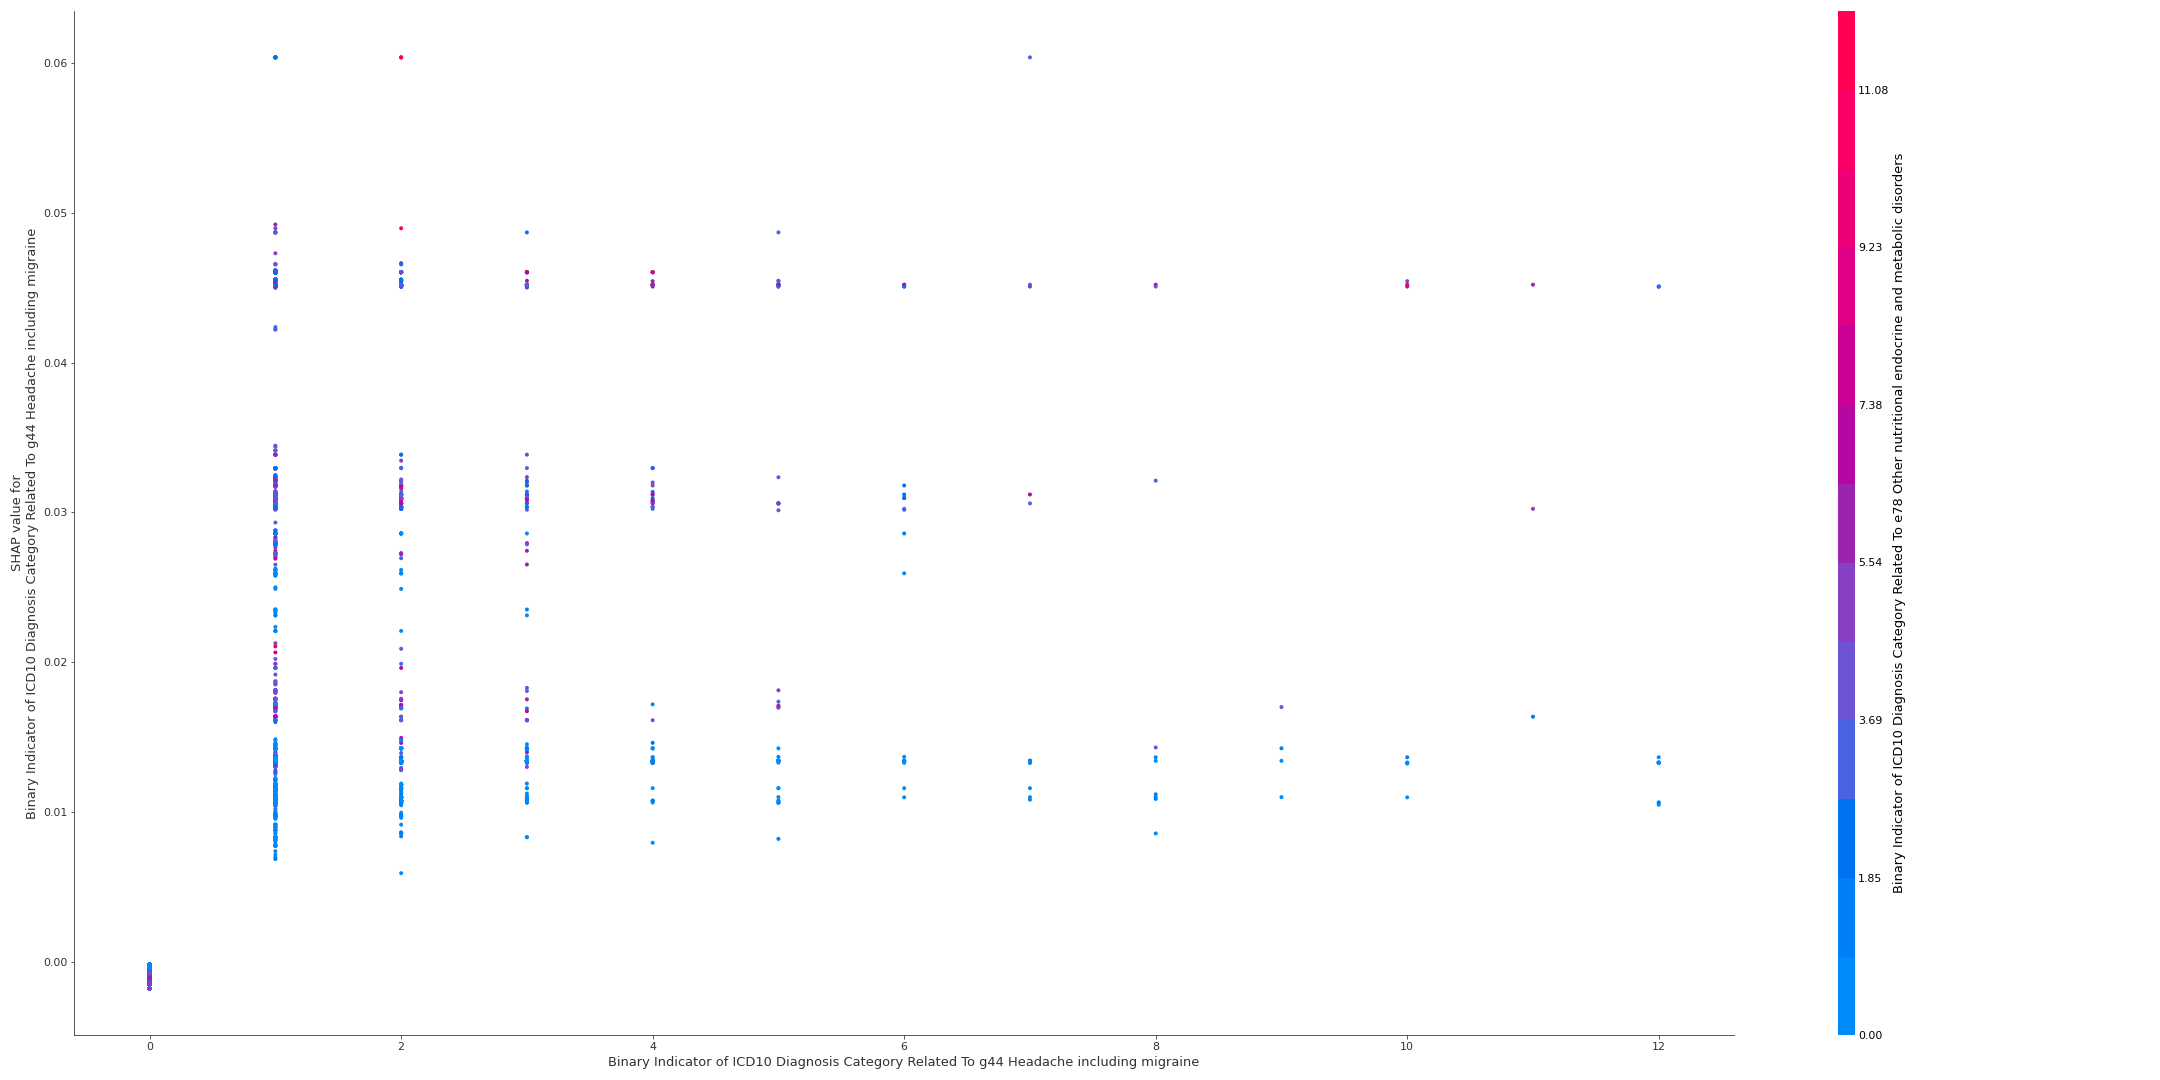 SHAP value for
Binary Indicator of ICD10 Diagnosis Category Related To g44 Headache including migraine
0.06
0.05
0.04
0.03
0.02
0.01
0.00
0 2 4 6 8 10 12
Binary Indicator of ICD10 Diagnosis Category Related To g44 Headache including migraine
11.08
9.23
7.38
5.54
3.69
1.85
0.00
Binary Indicator of ICD10 Diagnosis Category Related To e78 Other nutritional endocrine and metabolic disorders